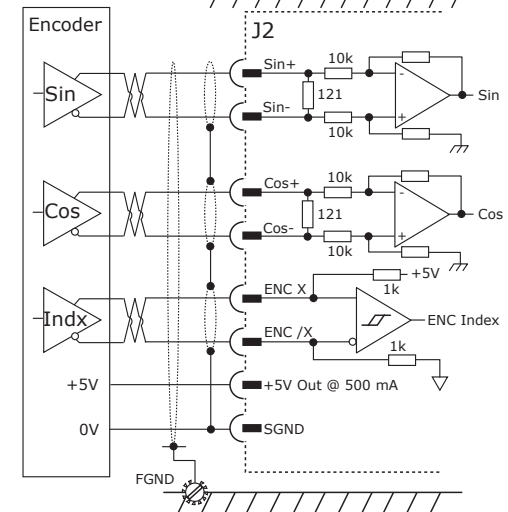 Encoder
J2
Sin
Sin+
10k
-
121
Sin
Sin-
+
10k
Cos
Cos+
10k
-
121
Cos
Cos-
+
10k
+5V
1k
Indx
ENC X
ENC Index
ENC /X
1k
+5V
+5V Out @ 500 mA
0V
SGND
FGND